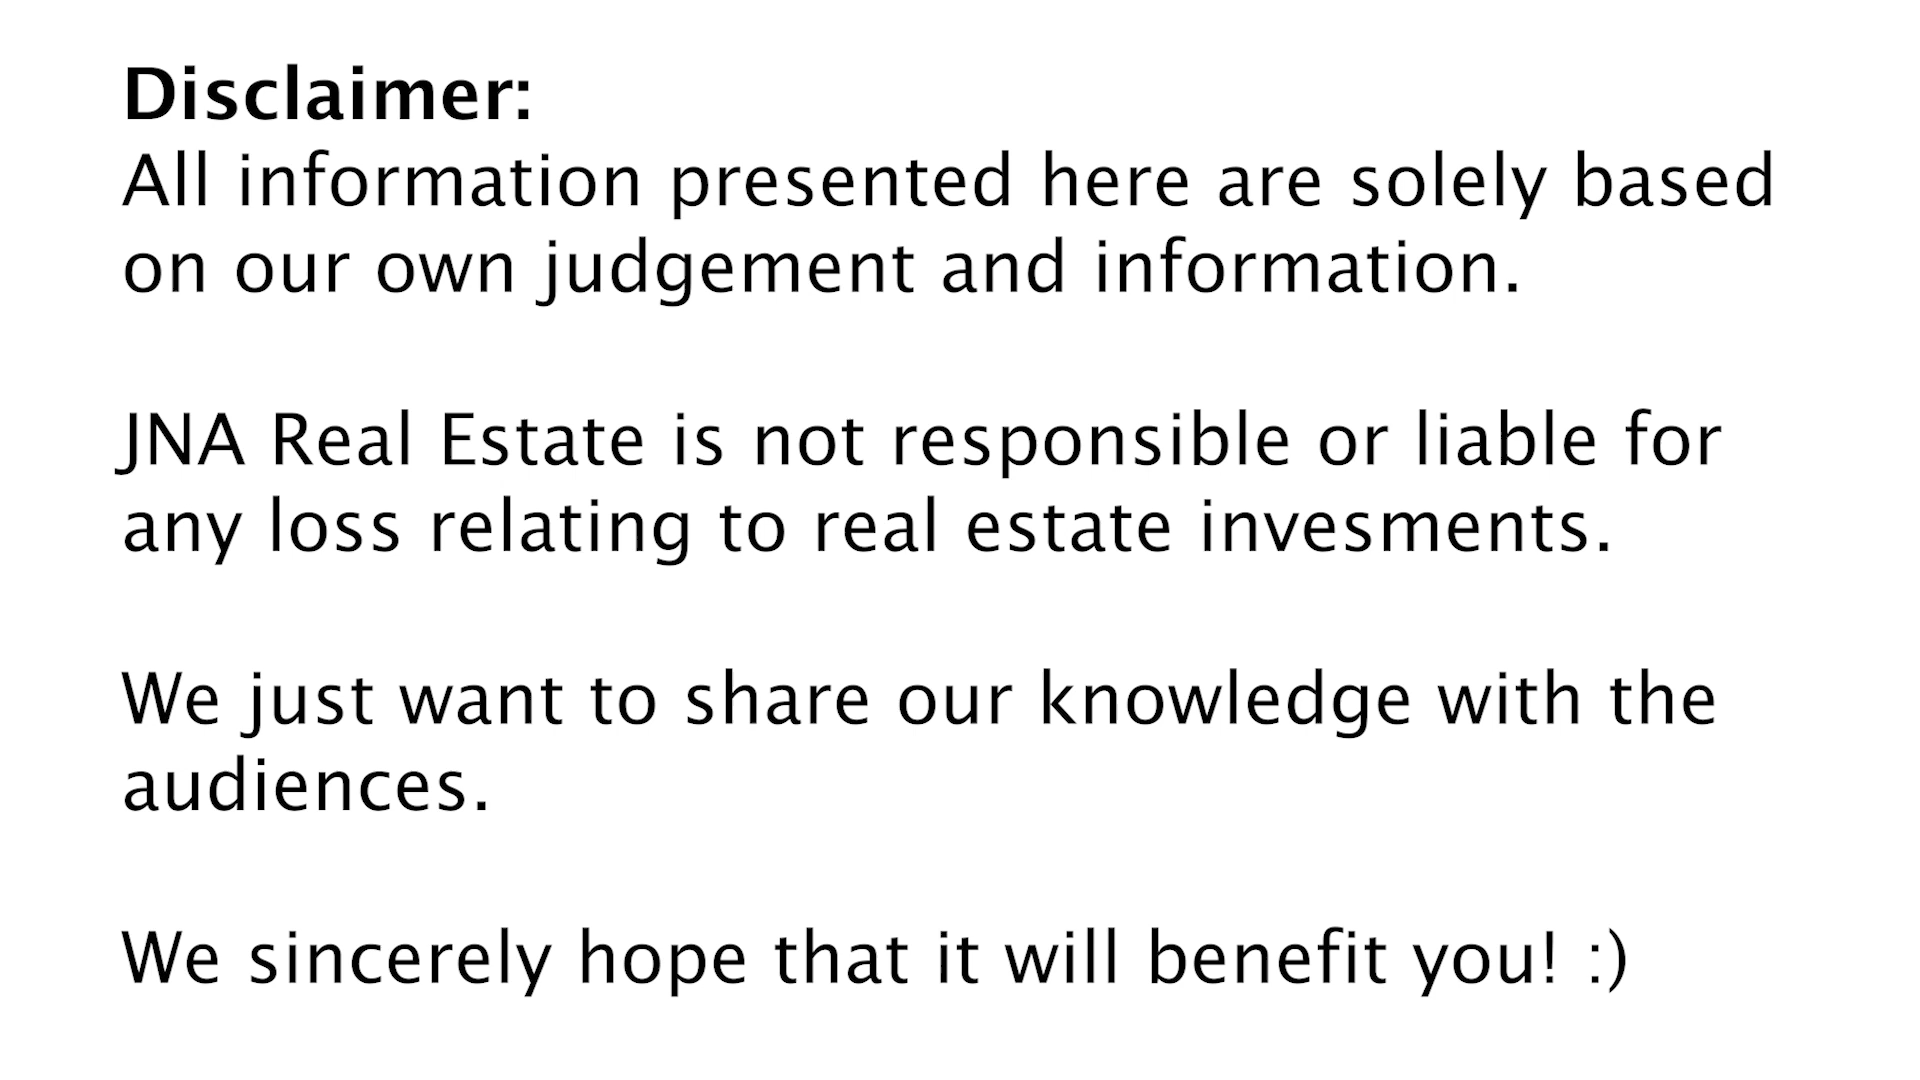 Disclaimer:
All information presented here are solely based
on our own judgement and information.
JNA Real Estate is not responsible or liable for
any loss relating to real estate invesments.
We just want to share our knowledge with the
audiences.
We sincerely hope that it will benefit you! :)